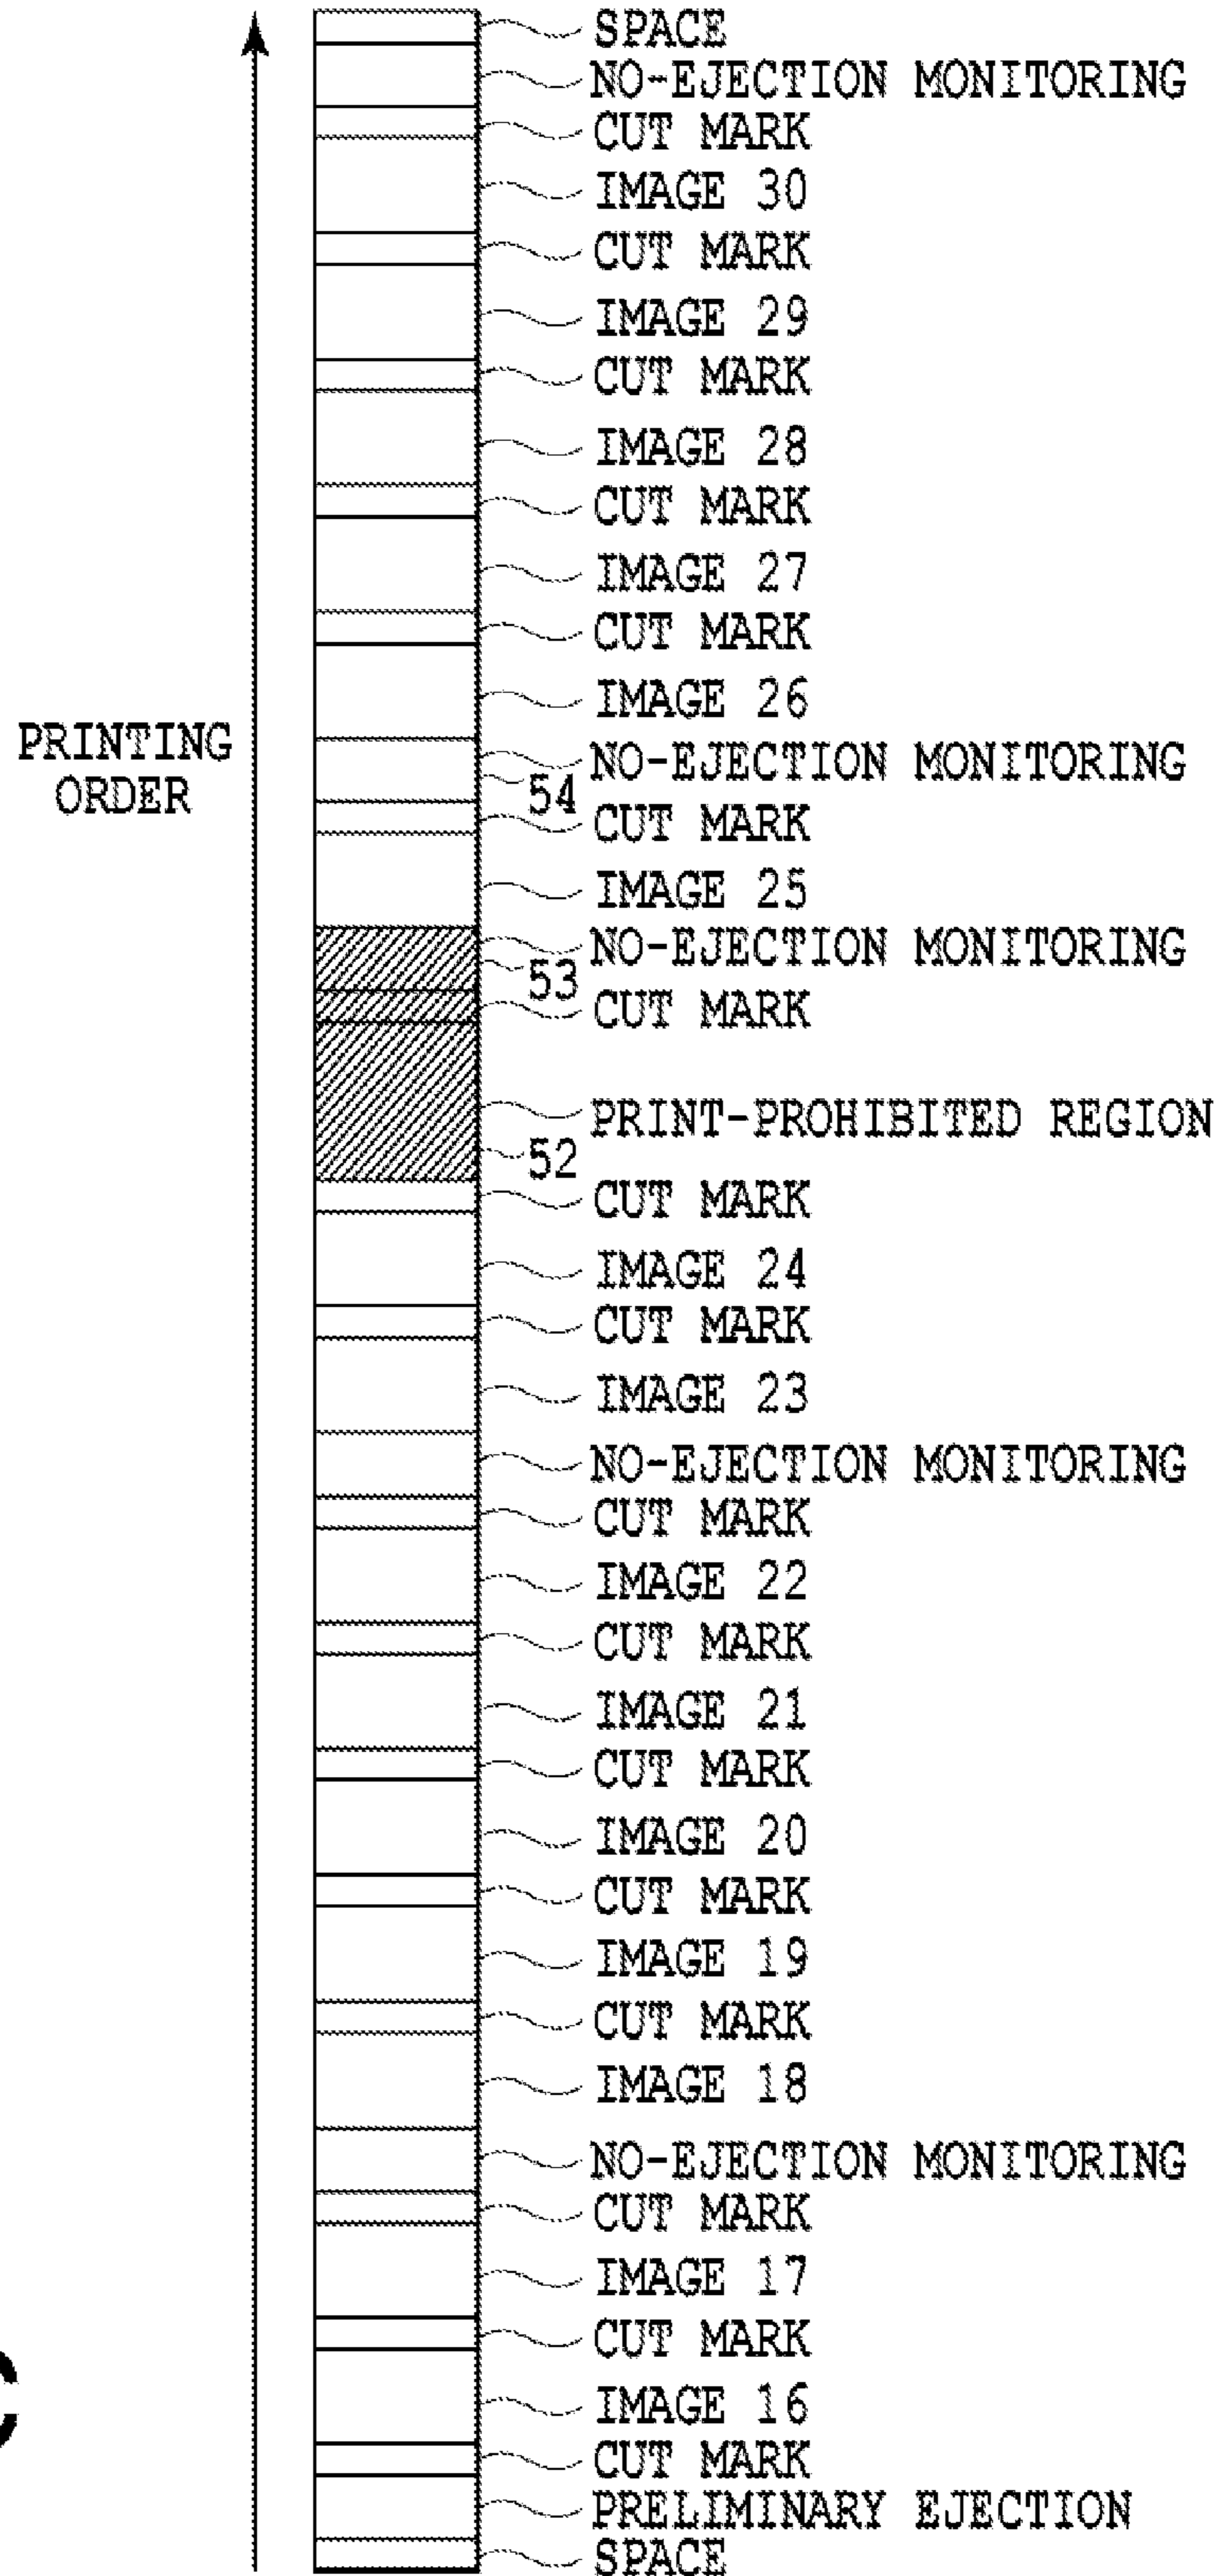 SPACE
NO-EJECTION MONITORING
CUT MARK
IMAGE 30
CUT MARK
IMAGE 29
CUT MARK
IMAGE 28
CUT MARK
IMAGE 27
CUT MARK
IMAGE 26
PRINTING
ORDER
NO-EJECTION MONITORING
54
CUT MARK
IMAGE 25
NO-EJECTION MONITORING
53
CUT MARK
PRINT-PROHIBITED REGION
52
CUT MARK
IMAGE 24
CUT MARK
IMAGE 23
NO-EJECTION MONITORING
CUT MARK
IMAGE 22
CUT MARK
IMAGE 21
CUT MARK
IMAGE 20
CUT MARK
IMAGE 19
CUT MARK
IMAGE 18
NO-EJECTION MONITORING
CUT MARK
IMAGE 17
CUT MARK
IMAGE 16
CUT MARK
PRELIMINARY EJECTION
SPACE